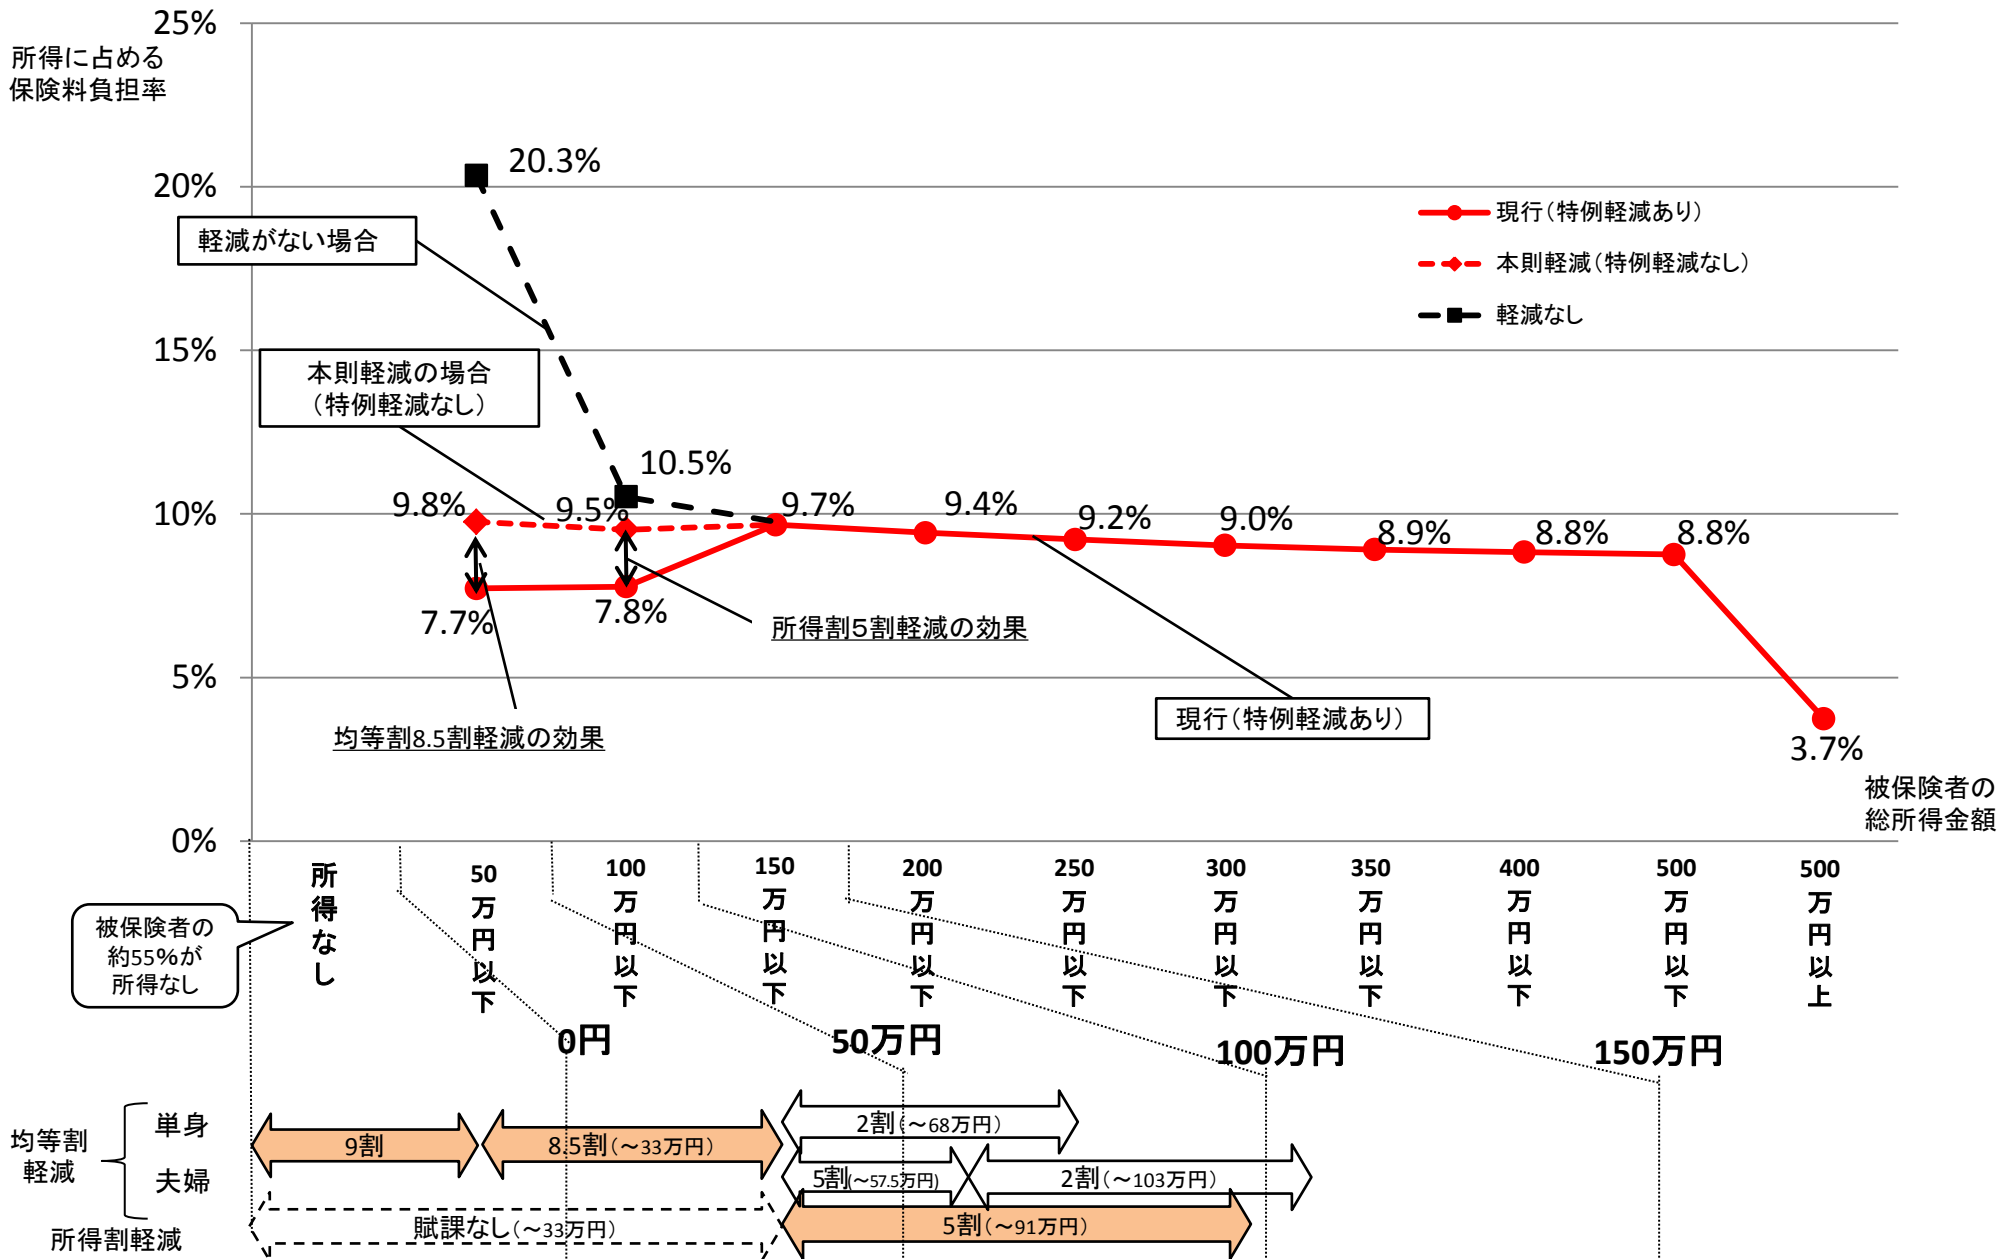 25%
所得に占める
保険料負担率
20.3%
20%
現行(特例軽減あり)
軽減がない場合
本則軽減(特例軽減なし)
軽減なし
15%
本則軽減の場合
(特例軽減なし)
10.5%
9.8%
9.5%
9.7%
9.4%
9.2%
9.0%
8.9%
8.8%
8.8%
10%
7.7%
7.8%
所得割5割軽減の効果
5%
現行(特例軽減あり)
均等割8.5割軽減の効果
3.7%
被保険者の
総所得金額
0%
所得なし
50万円以下
100万円以下
150万円以下
200万円以下
250万円以下
300万円以下
350万円以下
400万円以下
500万円以下
500万円以上
被保険者の
約55%が
所得なし
0円
50万円
100万円
150万円
均等割
軽減
単身
夫婦
9割
8.5割(~33万円)
2割(~68万円)
5割(~57.5万円)
2割(~103万円)
所得割軽減
賦課なし(~33万円)
5割(~91万円)